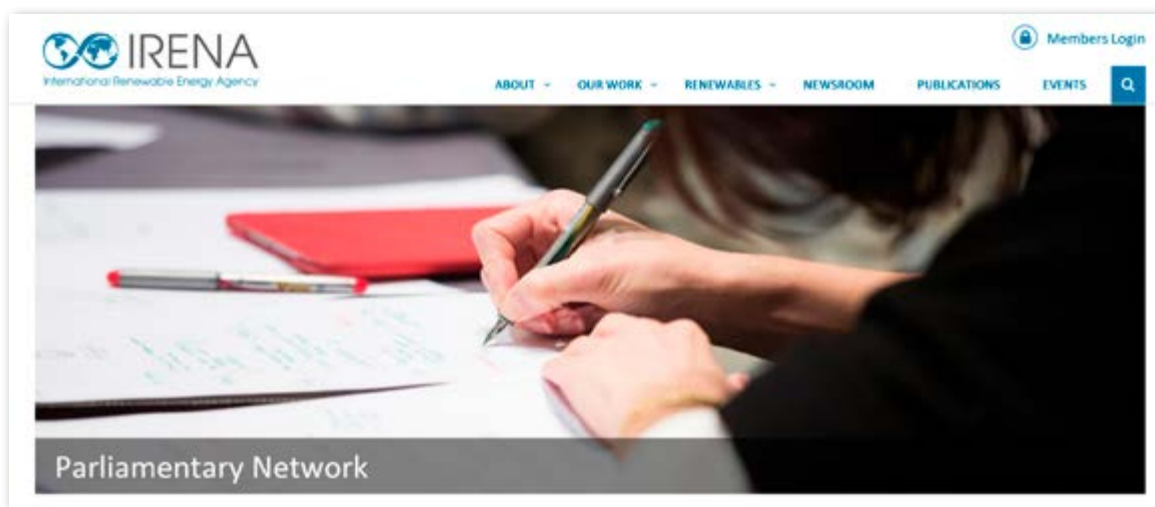 IRENA
International Renewable Energy Agency
Members Login
ABOUT
OUR WORK
RENEWABLES
NEWSROOM
PUBLICATIONS
EVENTS
Parliamentary Network